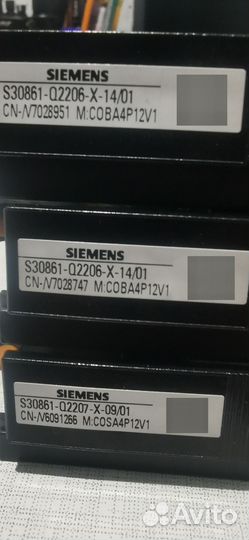 SIEMENS
S30861-Q2206-X-14/01
CN-/V7028951 M:COBA4P12V1
SIEMENS
S30861-Q2206-X-14/01
CN-/V7028747 M:COBA4P12V1
SIEMENS
S30861-Q2207-X-09/01
CN-/V6091266 M:COSA4P12V1
Avito